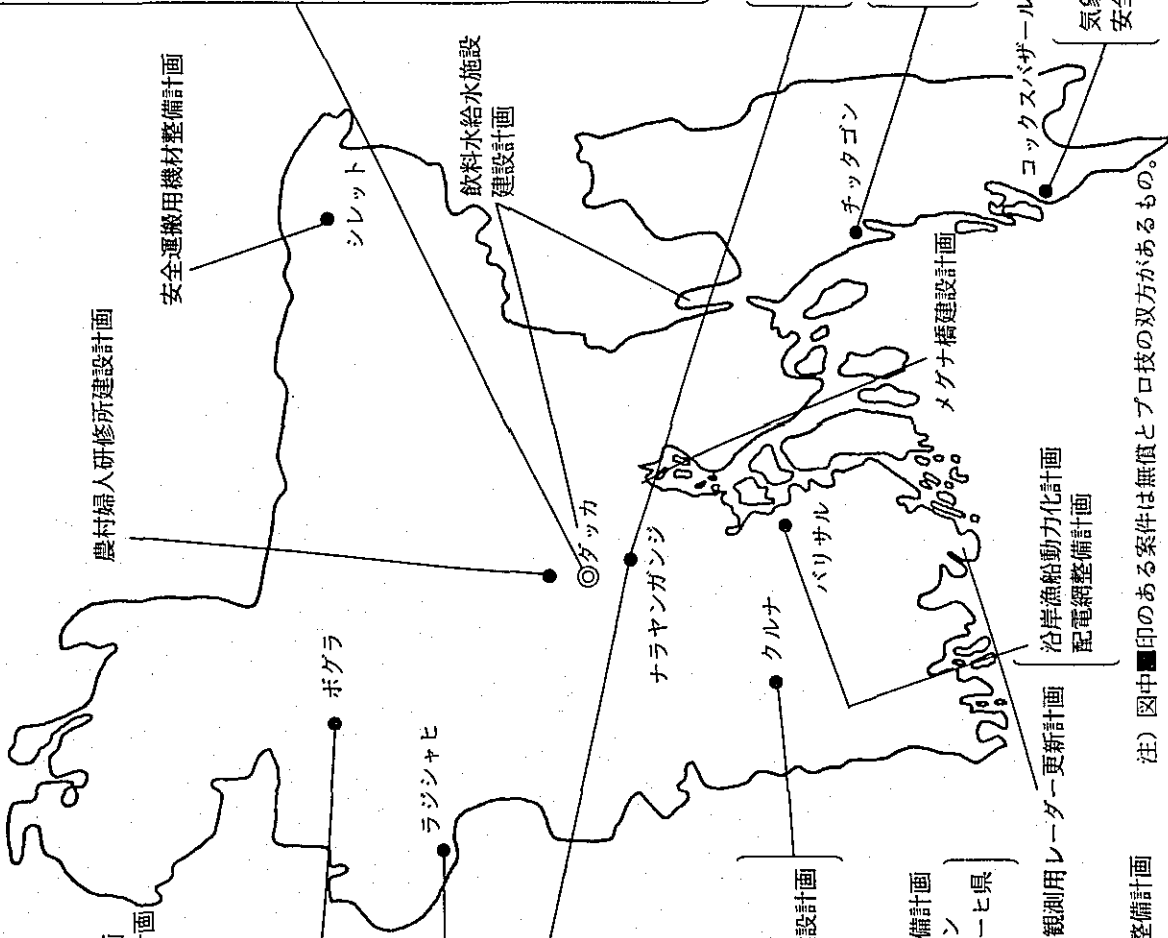 農村婦人研修所建設計画
安全運搬用機材整備計画
シレット
飲料水給水施設
建設計画
ボグラ
ラジシャヒ
ダッカ
ナラヤンガンジ
クルナ
バリサル
チッタゴン
コックスバザール
メグナ橋建設計画
沿岸漁船動力化計画
配電網整備計画
観測用レーダー更新計画
設計画
備計画
ン
ーヒ県
整備計画
画
気象
安全
注）図中■印のある案件は無償とプロ技の双方があるもの。